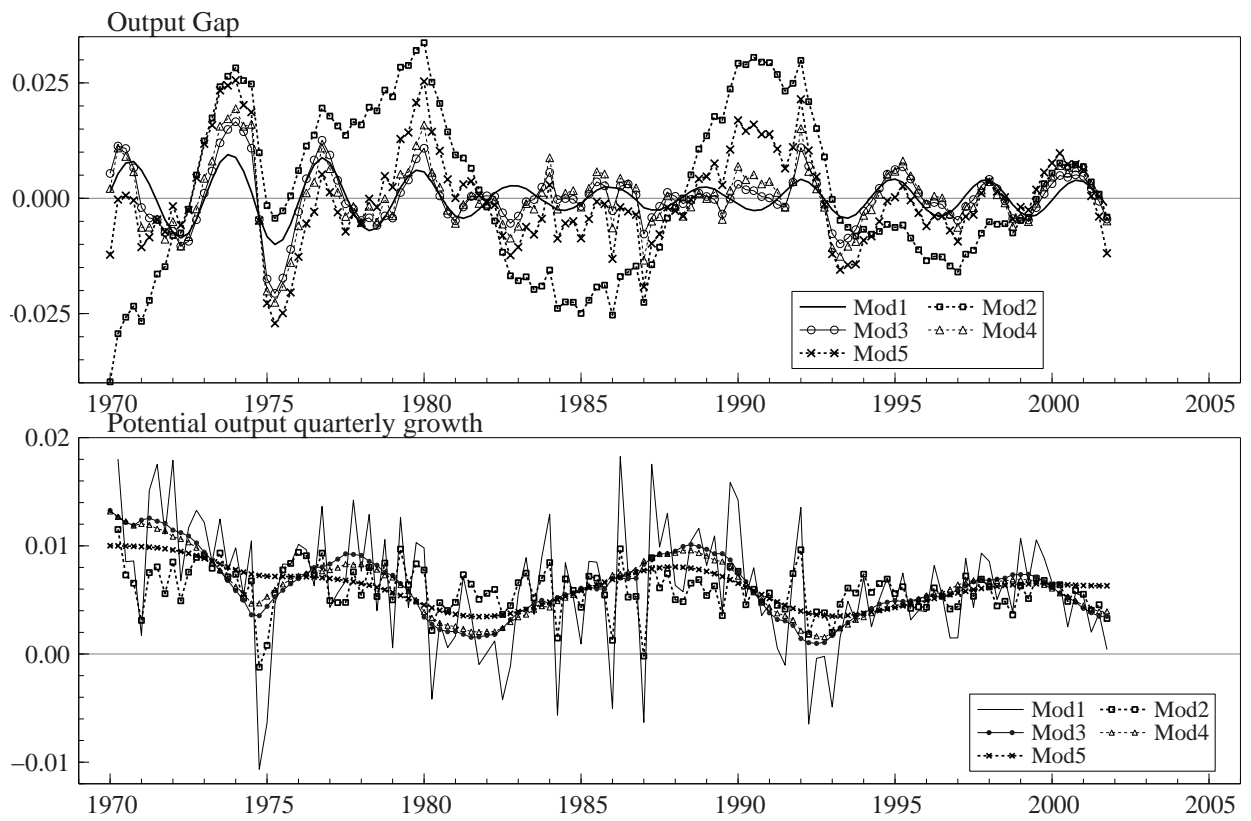 Output Gap
0.025
0.000
-0.025
Mod1 Mod2
Mod3 Mod4
Mod5
1970 1975 1980 1985 1990 1995 2000 2005
Potential output quarterly growth
0.02
0.01
0.00
−0.01
Mod1 Mod2
Mod3 Mod4
Mod5
1970 1975 1980 1985 1990 1995 2000 2005